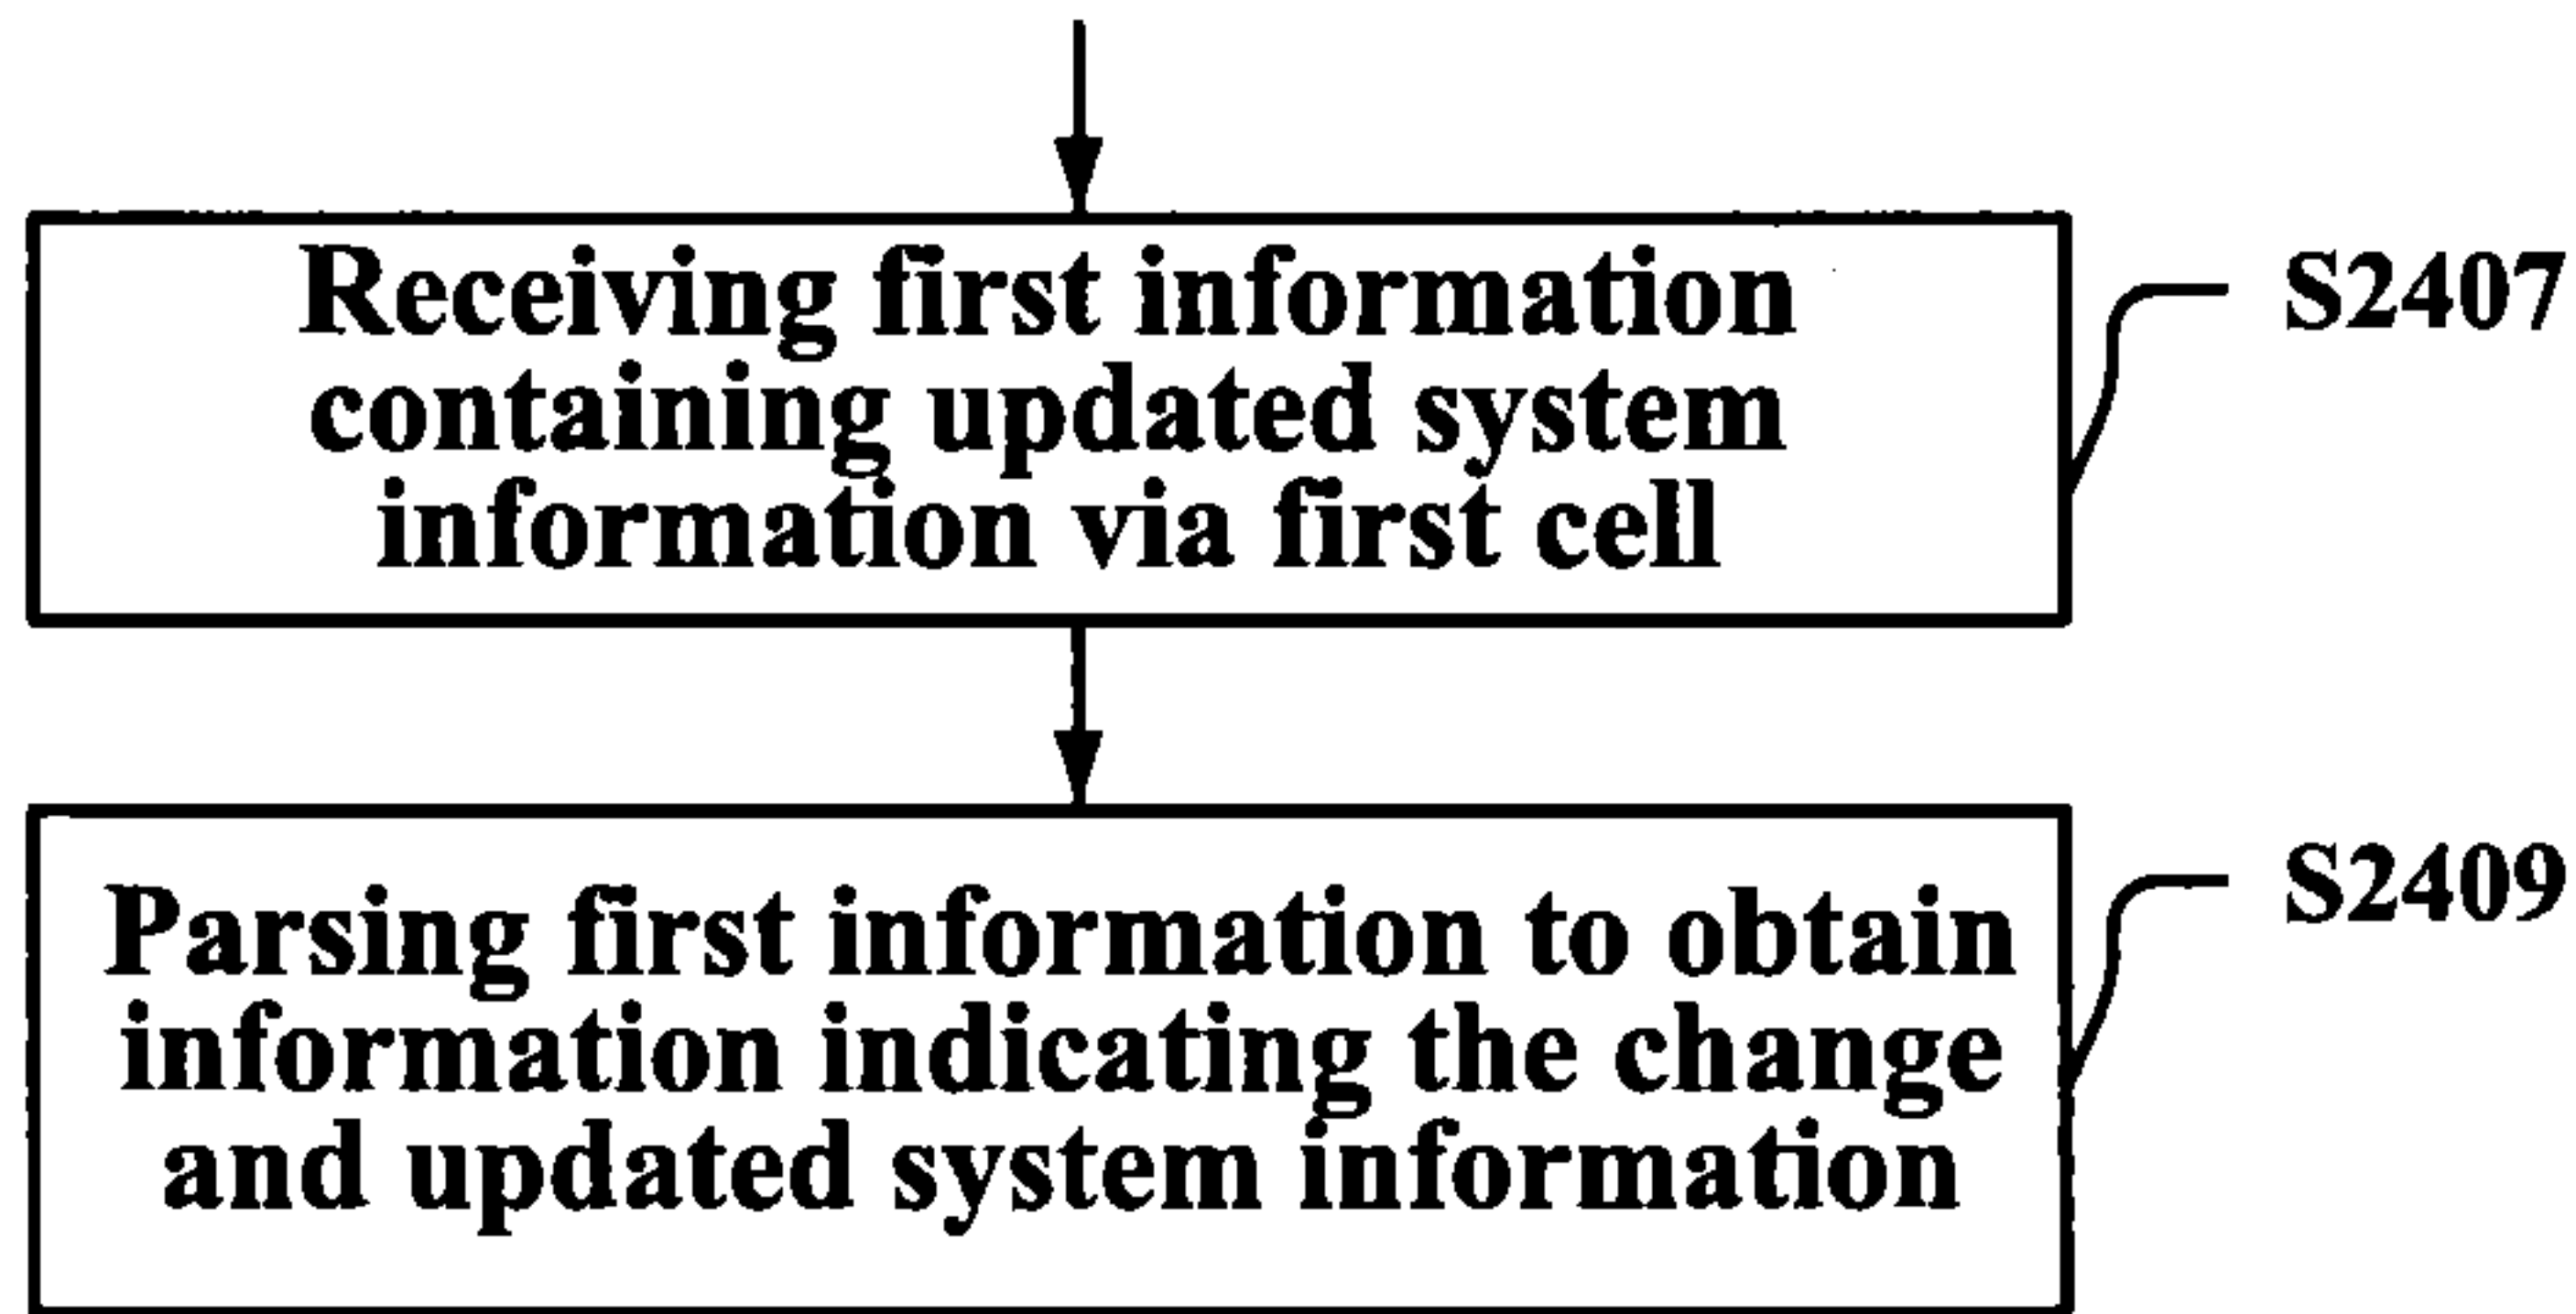 Receiving first information
containing updated system
information via first cell
S2407
Parsing first information to obtain
information indicating the change
and updated system information
S2409